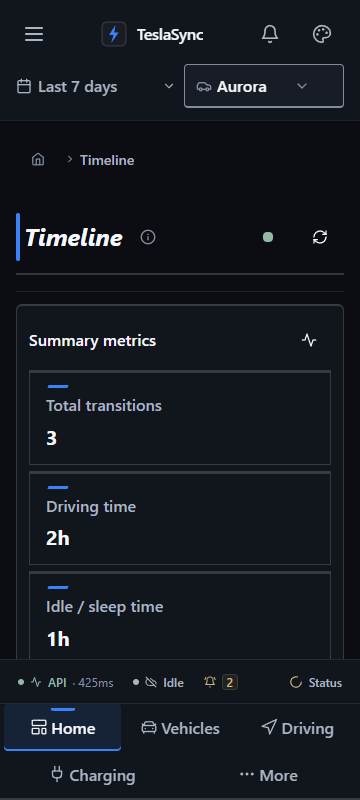 TeslaSync
Last 7 days
Aurora
Timeline
Timeline
Summary metrics
Total transitions
3
Driving time
2h
Idle / sleep time
1h
API · 425ms
Idle
2
Status
Home
Vehicles
Driving
Charging
More